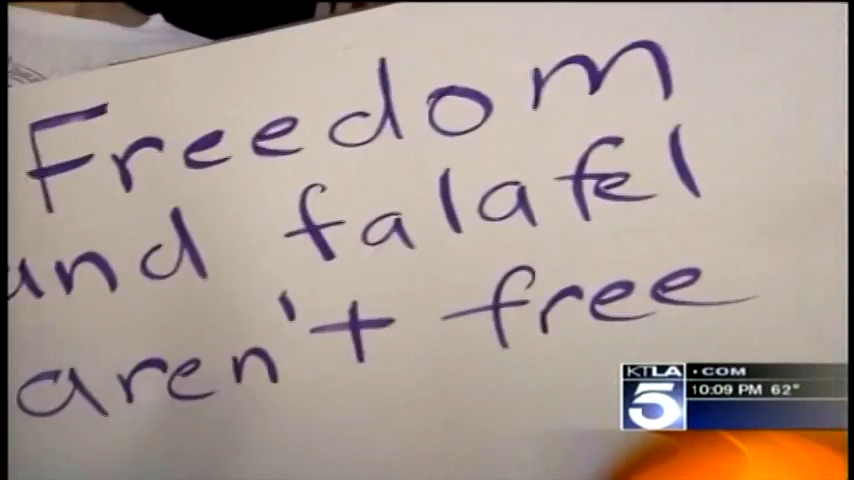 Freedom
and falafel
aren't free
KTLA •COM
5 10:09 PM 62°